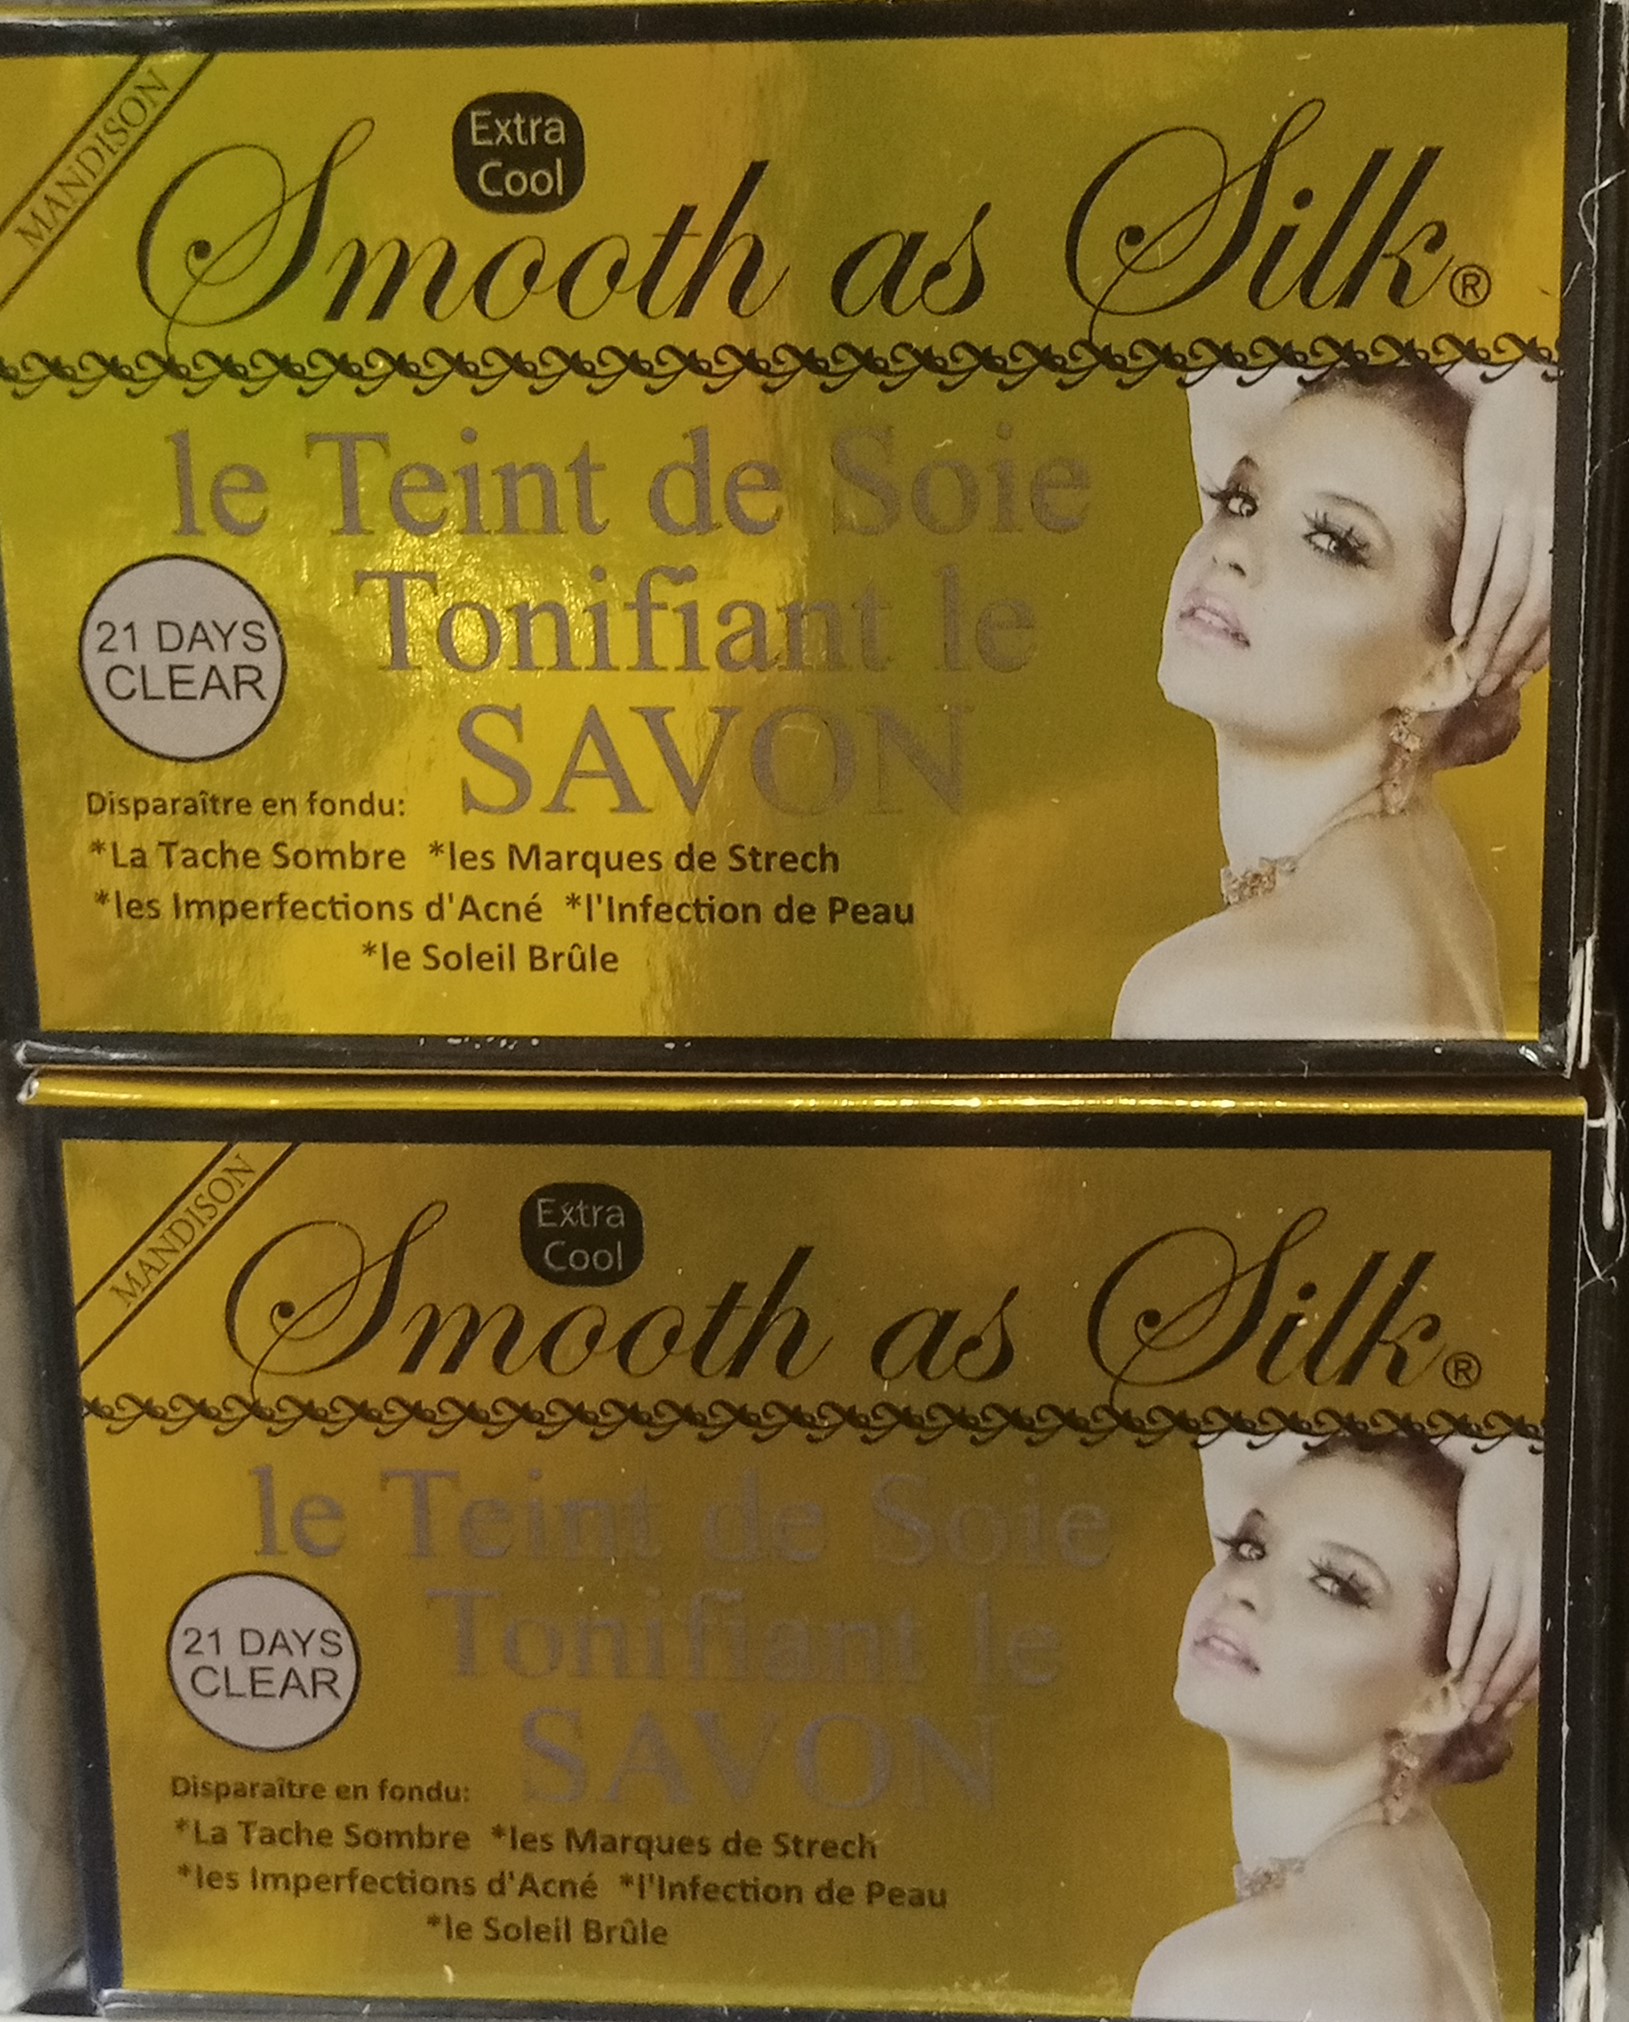 MANDISON
Extra
Cool
Smooth as Silk®
le Teint de Soie
Tonifiant le
SAVON
21 DAYS
CLEAR
Disparaître en fondu:
*La Tache Sombre *les Marques de Strech
*les Imperfections d'Acné *l'Infection de Peau
*le Soleil Brûle
MANDISON
Extra
Cool
Smooth as Silk®
le Teint de Soie
Tonifiant le
SAVON
21 DAYS
CLEAR
Disparaître en fondu:
*La Tache Sombre *les Marques de Strech
*les Imperfections d'Acné *l'Infection de Peau
*le Soleil Brûle